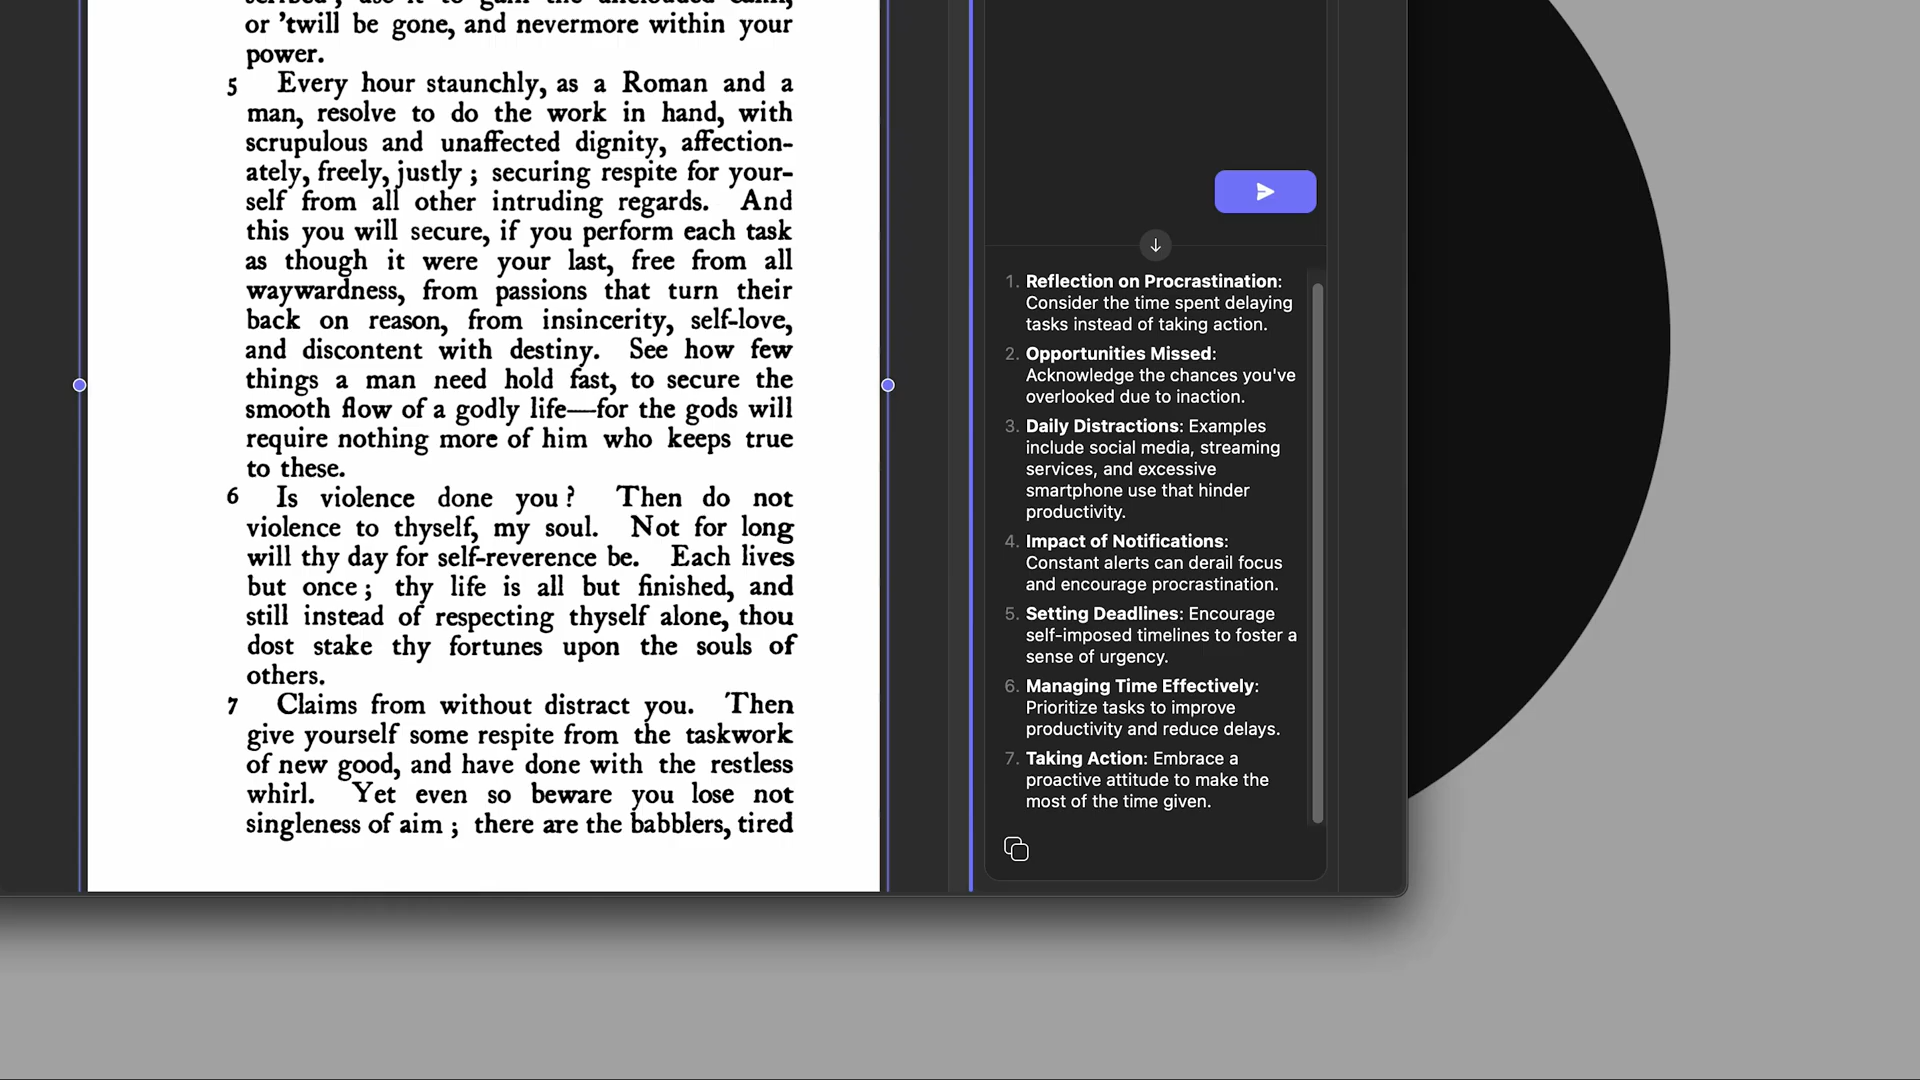 scribed; use it to gain the unclouded calm,
or 'twill be gone, and nevermore within your
power.
5 Every hour staunchly, as a Roman and a
man, resolve to do the work in hand, with
scrupulous and unaffected dignity, affection-
ately, freely, justly; securing respite for your-
self from all other intruding regards. And
this you will secure, if you perform each task
as though it were your last, free from all
waywardness, from passions that turn their
back on reason, from insincerity, self-love,
and discontent with destiny. See how few
things a man need hold fast, to secure the
smooth flow of a godly life—for the gods will
require nothing more of him who keeps true
to these.
6 Is violence done you? Then do not
violence to thyself, my soul. Not for long
will thy day for self-reverence be. Each lives
but once; thy life is all but finished, and
still instead of respecting thyself alone, thou
dost stake thy fortunes upon the souls of
others.
7 Claims from without distract you. Then
give yourself some respite from the taskwork
of new good, and have done with the restless
whirl. Yet even so beware you lose not
singleness of aim; there are the babblers, tired
1. Reflection on Procrastination:
Consider the time spent delaying
tasks instead of taking action.
2. Opportunities Missed:
Acknowledge the chances you've
overlooked due to inaction.
3. Daily Distractions: Examples
include social media, streaming
services, and excessive
smartphone use that hinder
productivity.
4. Impact of Notifications:
Constant alerts can derail focus
and encourage procrastination.
5. Setting Deadlines: Encourage
self-imposed timelines to foster a
sense of urgency.
6. Managing Time Effectively:
Prioritize tasks to improve
productivity and reduce delays.
7. Taking Action: Embrace a
proactive attitude to make the
most of the time given.